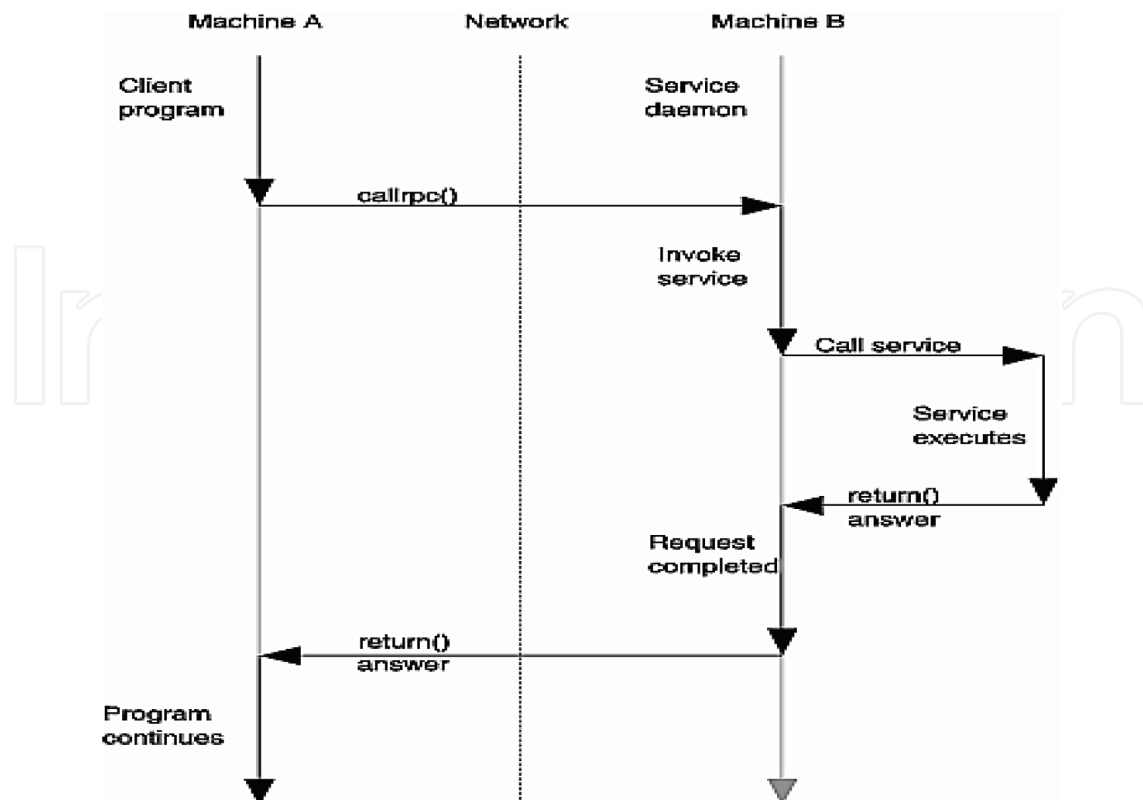 Machine A
Network
Machine B
Client
program
Service
daemon
callrpc()
Invoke
service
Call service
Service
executes
return()
answer
Request
completed
return()
answer
Program
continues